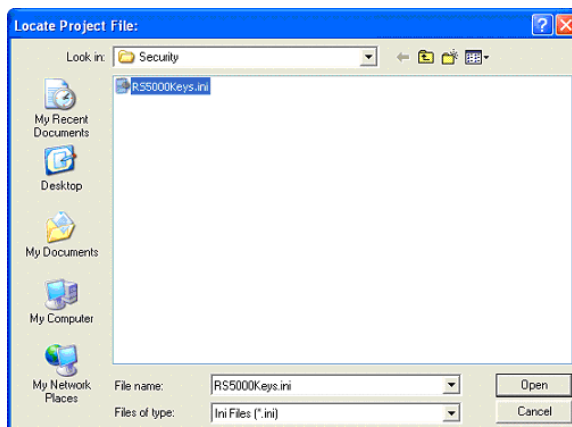 Locate Project File:
Look in: Security
RS5000Keys.ini
My Recent
Documents
Desktop
My Documents
My Computer
My Network
Places
File name: RS5000Keys.ini Open
Files of type: Ini Files (*.ini) Cancel